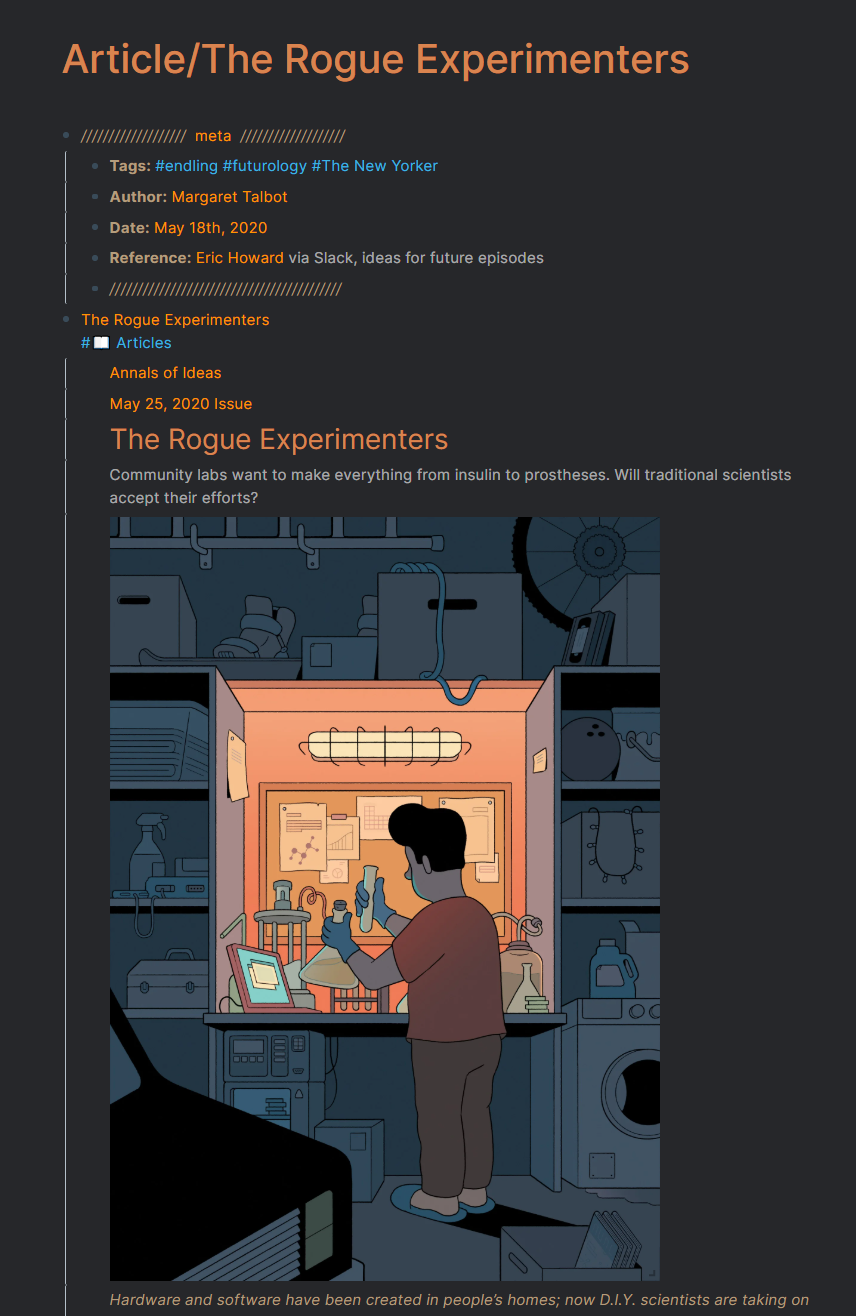 Article/The Rogue Experimenters
/////////////////// meta ///////////////////
Tags: #endling #futurology #The New Yorker
Author: Margaret Talbot
Date: May 18th, 2020
Reference: Eric Howard via Slack, ideas for future episodes
//////////////////////////////////////////
The Rogue Experimenters
#📖 Articles
Annals of Ideas
May 25, 2020 Issue
The Rogue Experimenters
Community labs want to make everything from insulin to prostheses. Will traditional scientists
accept their efforts?
Hardware and software have been created in people’s homes; now D.I.Y. scientists are taking on